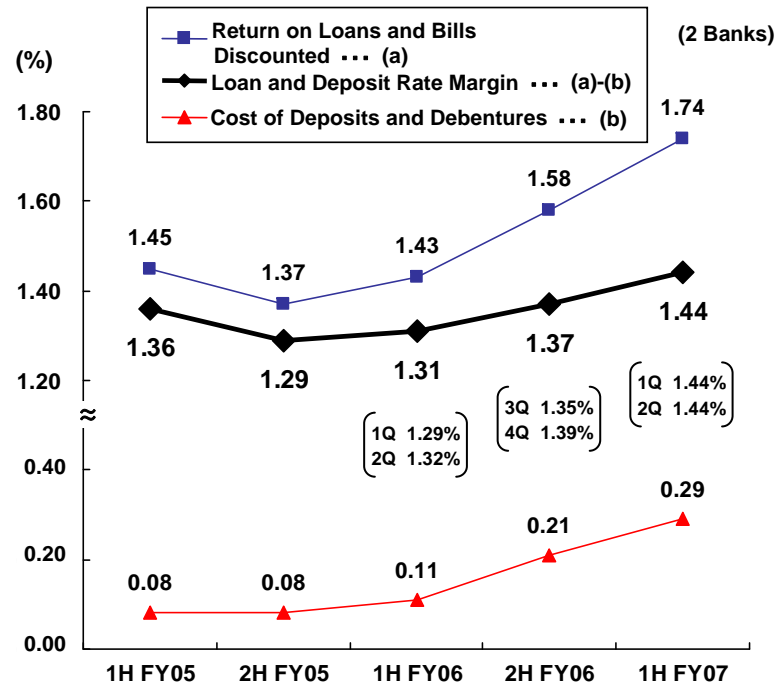 (%)
Return on Loans and Bills
Discounted ··· (a)
Loan and Deposit Rate Margin ··· (a)-(b)
Cost of Deposits and Debentures ··· (b)
(2 Banks)
1.80
1.60
1.40
1.20
≈
0.40
0.20
0.00
1.45
1.37
1.43
1.58
1.74
1.36
1.29
1.31
1.37
1.44
1Q 1.29%
2Q 1.32%
3Q 1.35%
4Q 1.39%
1Q 1.44%
2Q 1.44%
0.08
0.08
0.11
0.21
0.29
1H FY05
2H FY05
1H FY06
2H FY06
1H FY07